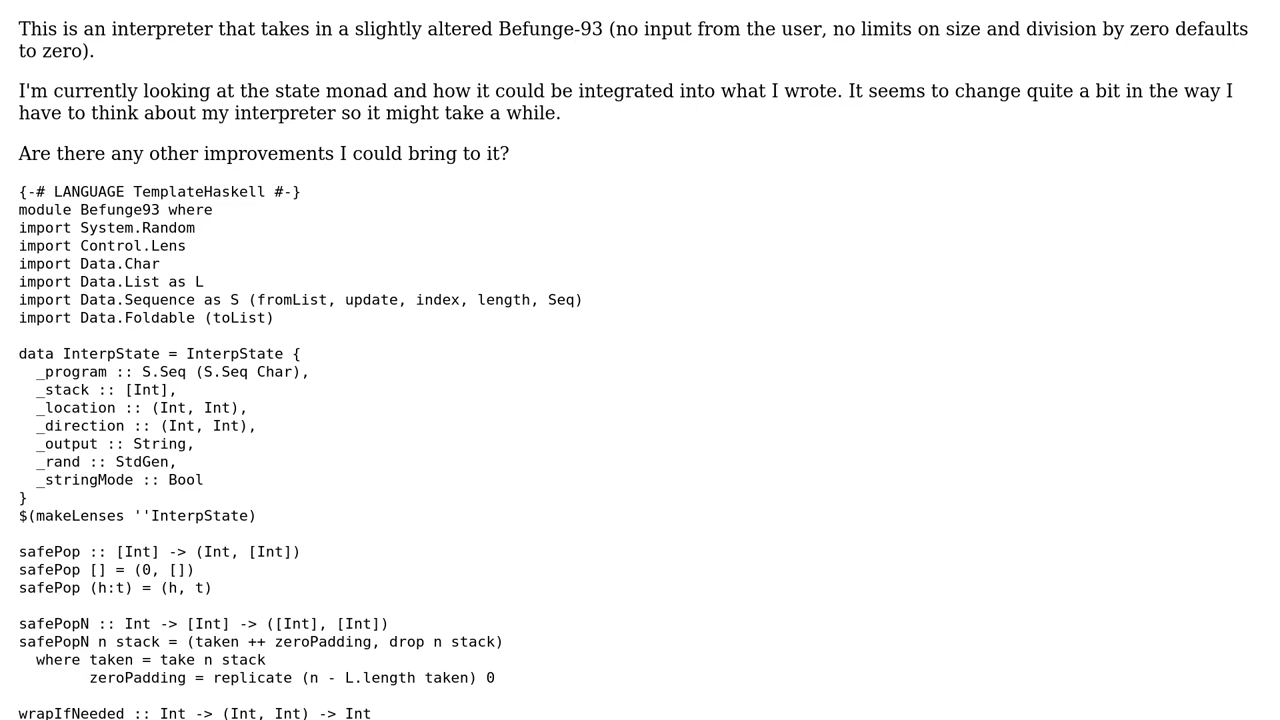 This is an interpreter that takes in a slightly altered Befunge-93 (no input from the user, no limits on size and division by zero defaults
to zero).
I'm currently looking at the state monad and how it could be integrated into what I wrote. It seems to change quite a bit in the way I
have to think about my interpreter so it might take a while.
Are there any other improvements I could bring to it?
{-# LANGUAGE TemplateHaskell #-}
module Befunge93 where
import System.Random
import Control.Lens
import Data.Char
import Data.List as L
import Data.Sequence as S (fromList, update, index, length, Seq)
import Data.Foldable (toList)
data InterpState = InterpState {
  _program :: S.Seq (S.Seq Char),
  _stack :: [Int],
  _location :: (Int, Int),
  _direction :: (Int, Int),
  _output :: String,
  _rand :: StdGen,
  _stringMode :: Bool
}
$(makeLenses ''InterpState)
safePop :: [Int] -> (Int, [Int])
safePop [] = (0, [])
safePop (h:t) = (h, t)
safePopN :: Int -> [Int] -> ([Int], [Int])
safePopN n stack = (taken ++ zeroPadding, drop n stack)
  where taken = take n stack
        zeroPadding = replicate (n - L.length taken) 0
wrapIfNeeded :: Int -> (Int, Int) -> Int